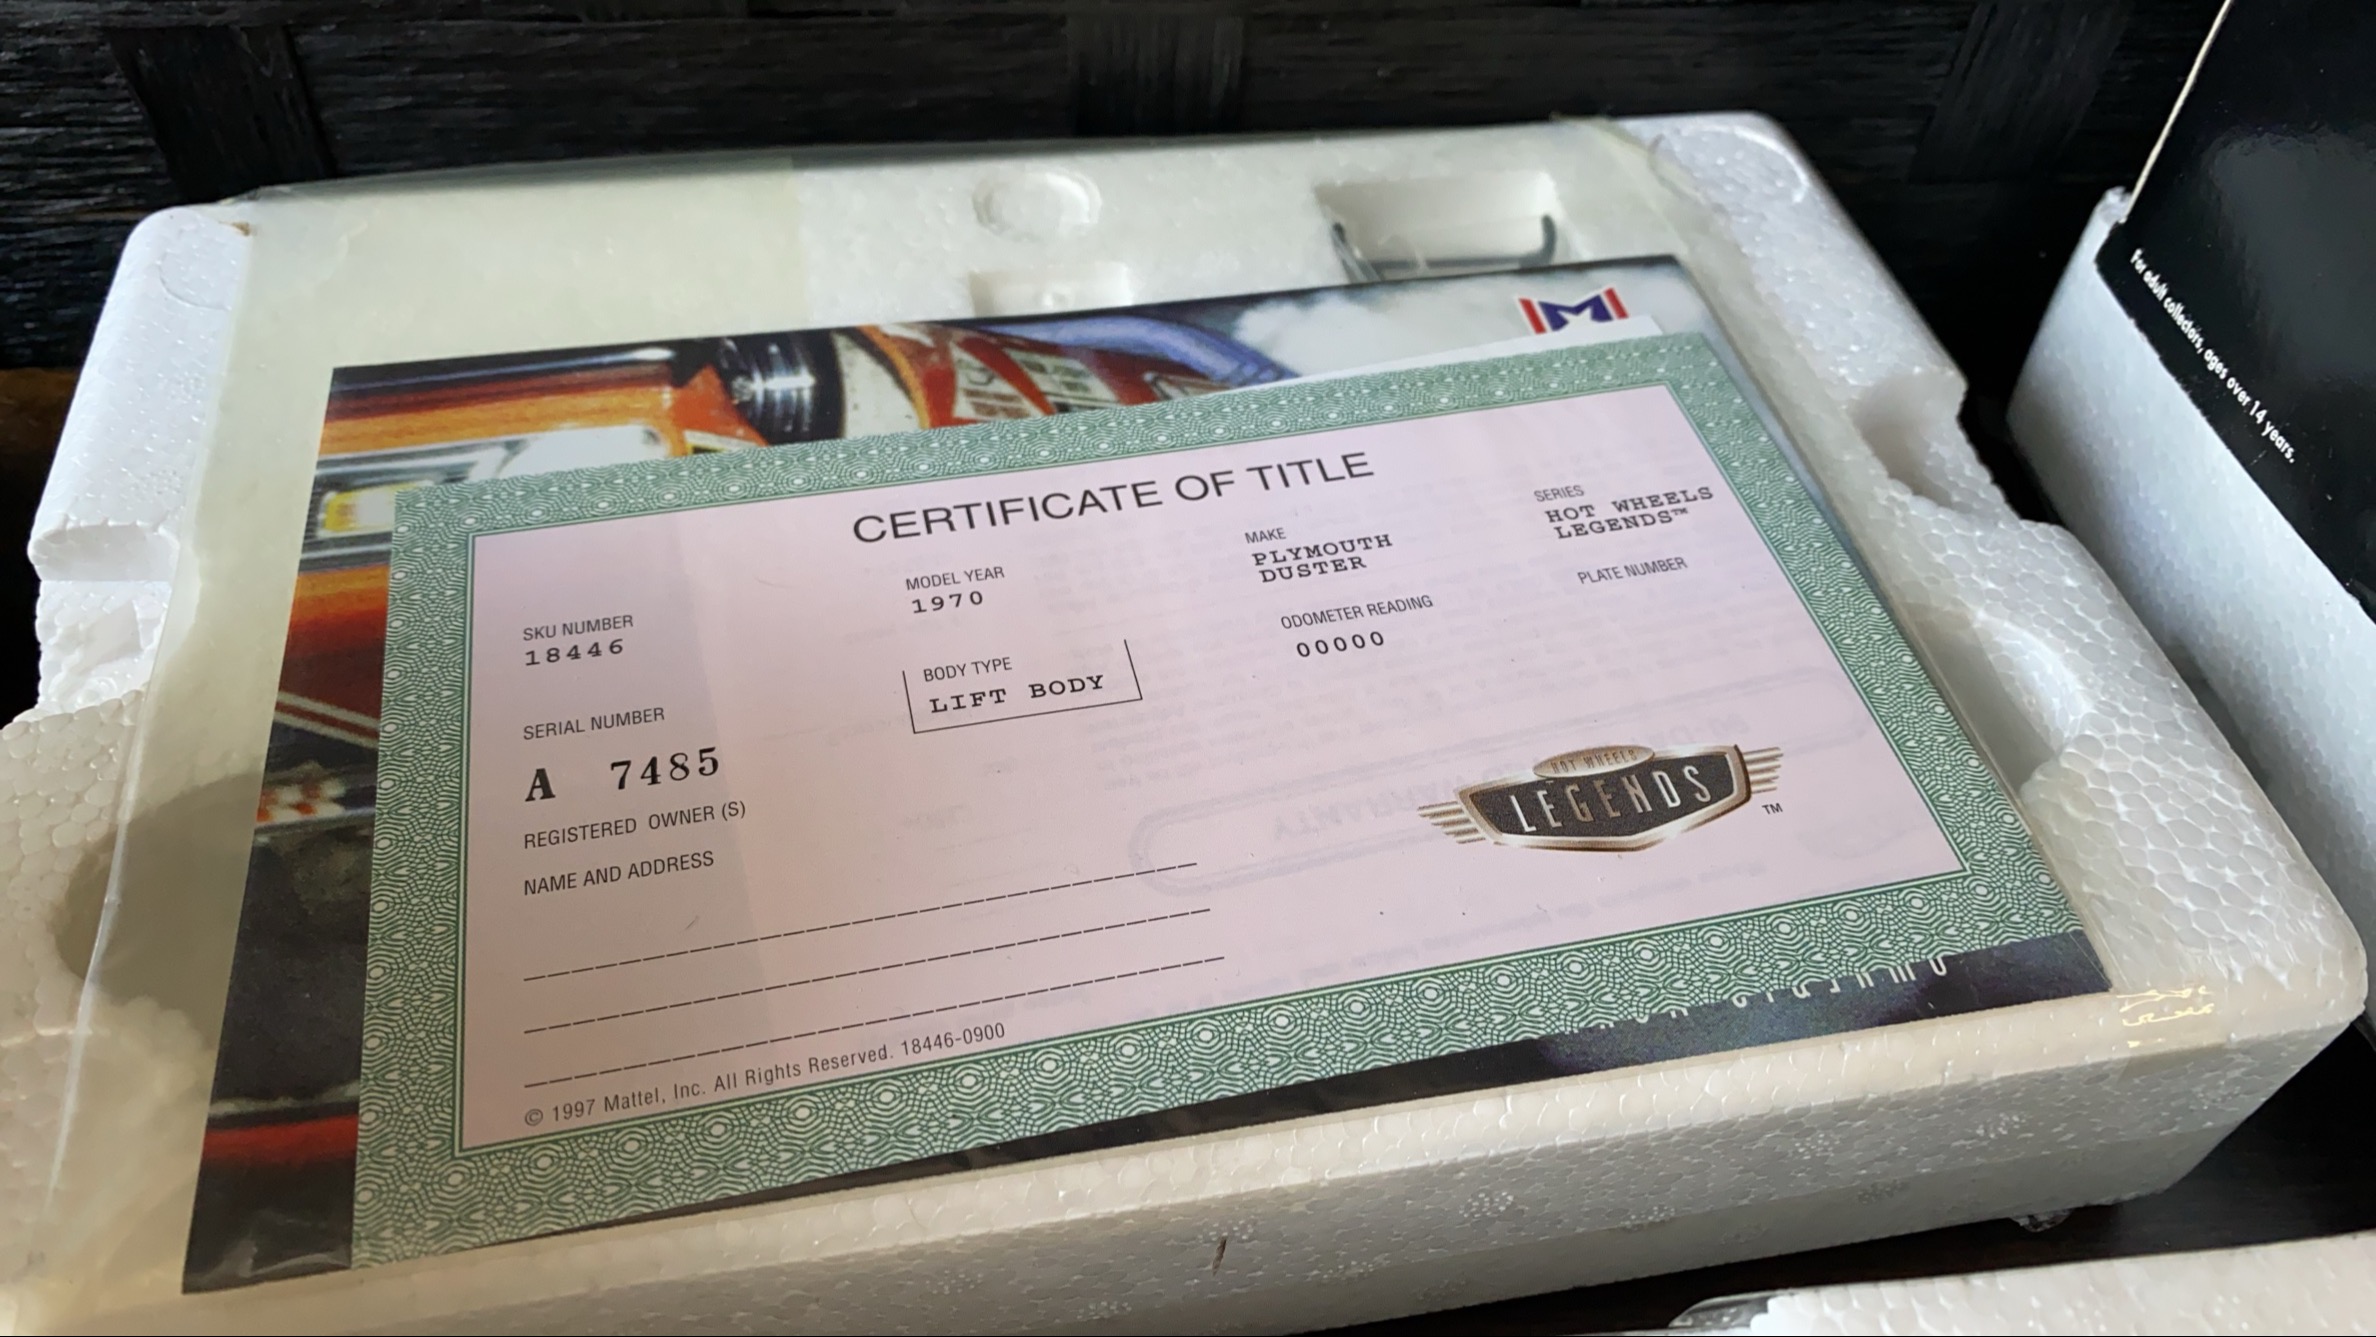 For adult collectors, ages over 14 years.
CERTIFICATE OF TITLE
SKU NUMBER
18446
MODEL YEAR
1970
MAKE
PLYMOUTH
DUSTER
SERIES
HOT WHEELS
LEGENDS™
SERIAL NUMBER
A 7485
BODY TYPE
LIFT BODY
ODOMETER READING
00000
PLATE NUMBER
REGISTERED OWNER (S)
NAME AND ADDRESS
HOT WHEELS
LEGENDS
TM
© 1997 Mattel, Inc. All Rights Reserved. 18446-0900
M
WARRANTY